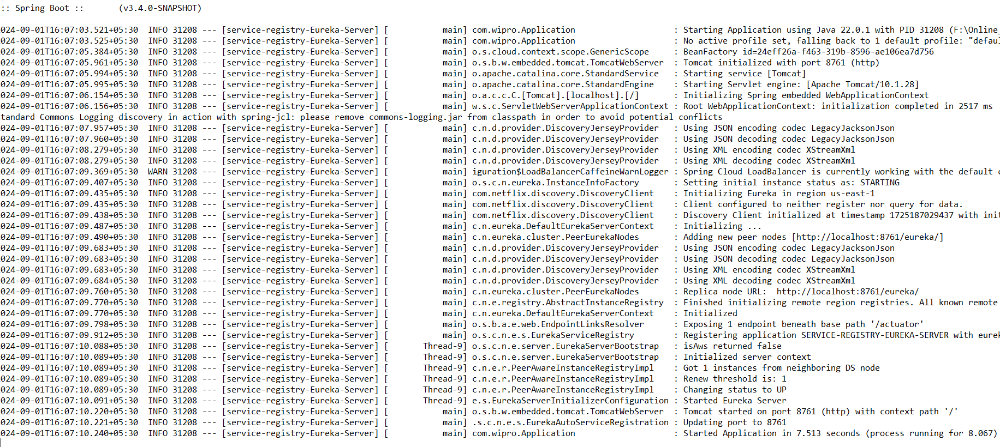 :: Spring Boot ::       (v3.4.0-SNAPSHOT)
024-09-01T16:07:03.521+05:30  INFO 31208 --- [service-registry-Eureka-Server] [           main] com.wipro.Application                    : Starting Application using Java 22.0.1 with PID 31208 (F:\Online_
024-09-01T16:07:03.525+05:30  INFO 31208 --- [service-registry-Eureka-Server] [           main] com.wipro.Application                    : No active profile set, falling back to 1 default profile: "defaul
024-09-01T16:07:05.384+05:30  INFO 31208 --- [service-registry-Eureka-Server] [           main] o.s.cloud.context.scope.GenericScope     : BeanFactory id=24eff26a-f463-319b-8596-ae106ea7d756
024-09-01T16:07:05.961+05:30  INFO 31208 --- [service-registry-Eureka-Server] [           main] o.s.b.w.embedded.tomcat.TomcatWebServer  : Tomcat initialized with port 8761 (http)
024-09-01T16:07:05.994+05:30  INFO 31208 --- [service-registry-Eureka-Server] [           main] o.apache.catalina.core.StandardService   : Starting service [Tomcat]
024-09-01T16:07:05.995+05:30  INFO 31208 --- [service-registry-Eureka-Server] [           main] o.apache.catalina.core.StandardEngine    : Starting Servlet engine: [Apache Tomcat/10.1.28]
024-09-01T16:07:06.154+05:30  INFO 31208 --- [service-registry-Eureka-Server] [           main] o.a.c.c.C.[Tomcat].[localhost].[/]       : Initializing Spring embedded WebApplicationContext
024-09-01T16:07:06.156+05:30  INFO 31208 --- [service-registry-Eureka-Server] [           main] w.s.c.ServletWebServerApplicationContext : Root WebApplicationContext: initialization completed in 2517 ms
tandard Commons Logging discovery in action with spring-jcl: please remove commons-logging.jar from classpath in order to avoid potential conflicts
024-09-01T16:07:07.957+05:30  INFO 31208 --- [service-registry-Eureka-Server] [           main] c.n.d.provider.DiscoveryJerseyProvider   : Using JSON encoding codec LegacyJacksonJson
024-09-01T16:07:07.960+05:30  INFO 31208 --- [service-registry-Eureka-Server] [           main] c.n.d.provider.DiscoveryJerseyProvider   : Using JSON decoding codec LegacyJacksonJson
024-09-01T16:07:08.279+05:30  INFO 31208 --- [service-registry-Eureka-Server] [           main] c.n.d.provider.DiscoveryJerseyProvider   : Using XML encoding codec XStreamXml
024-09-01T16:07:08.279+05:30  INFO 31208 --- [service-registry-Eureka-Server] [           main] c.n.d.provider.DiscoveryJerseyProvider   : Using XML decoding codec XStreamXml
024-09-01T16:07:09.369+05:30  WARN 31208 --- [service-registry-Eureka-Server] [           main] iguration$LoadBalancerCaffeineWarnLogger : Spring Cloud LoadBalancer is currently working with the default c
024-09-01T16:07:09.407+05:30  INFO 31208 --- [service-registry-Eureka-Server] [           main] o.s.c.n.eureka.InstanceInfoFactory       : Setting initial instance status as: STARTING
024-09-01T16:07:09.435+05:30  INFO 31208 --- [service-registry-Eureka-Server] [           main] com.netflix.discovery.DiscoveryClient    : Initializing Eureka in region us-east-1
024-09-01T16:07:09.435+05:30  INFO 31208 --- [service-registry-Eureka-Server] [           main] com.netflix.discovery.DiscoveryClient    : Client configured to neither register nor query for data.
024-09-01T16:07:09.438+05:30  INFO 31208 --- [service-registry-Eureka-Server] [           main] com.netflix.discovery.DiscoveryClient    : Discovery Client initialized at timestamp 1725187029437 with init
024-09-01T16:07:09.487+05:30  INFO 31208 --- [service-registry-Eureka-Server] [           main] c.n.eureka.DefaultEurekaServerContext    : Initializing ...
024-09-01T16:07:09.490+05:30  INFO 31208 --- [service-registry-Eureka-Server] [           main] c.n.eureka.cluster.PeerEurekaNodes       : Adding new peer nodes [http://localhost:8761/eureka/]
024-09-01T16:07:09.683+05:30  INFO 31208 --- [service-registry-Eureka-Server] [           main] c.n.d.provider.DiscoveryJerseyProvider   : Using JSON encoding codec LegacyJacksonJson
024-09-01T16:07:09.683+05:30  INFO 31208 --- [service-registry-Eureka-Server] [           main] c.n.d.provider.DiscoveryJerseyProvider   : Using JSON decoding codec LegacyJacksonJson
024-09-01T16:07:09.683+05:30  INFO 31208 --- [service-registry-Eureka-Server] [           main] c.n.d.provider.DiscoveryJerseyProvider   : Using XML encoding codec XStreamXml
024-09-01T16:07:09.684+05:30  INFO 31208 --- [service-registry-Eureka-Server] [           main] c.n.d.provider.DiscoveryJerseyProvider   : Using XML decoding codec XStreamXml
024-09-01T16:07:09.760+05:30  INFO 31208 --- [service-registry-Eureka-Server] [           main] c.n.eureka.cluster.PeerEurekaNodes       : Replica node URL:  http://localhost:8761/eureka/
024-09-01T16:07:09.770+05:30  INFO 31208 --- [service-registry-Eureka-Server] [           main] c.n.e.registry.AbstractInstanceRegistry  : Finished initializing remote region registries. All known remote
024-09-01T16:07:09.770+05:30  INFO 31208 --- [service-registry-Eureka-Server] [           main] c.n.eureka.DefaultEurekaServerContext    : Initialized
024-09-01T16:07:09.798+05:30  INFO 31208 --- [service-registry-Eureka-Server] [           main] o.s.b.a.e.web.EndpointLinksResolver      : Exposing 1 endpoint beneath base path '/actuator'
024-09-01T16:07:09.912+05:30  INFO 31208 --- [service-registry-Eureka-Server] [           main] o.s.c.n.e.s.EurekaServiceRegistry        : Registering application SERVICE-REGISTRY-EUREKA-SERVER with eurek
024-09-01T16:07:10.088+05:30  INFO 31208 --- [service-registry-Eureka-Server] [       Thread-9] o.s.c.n.e.server.EurekaServerBootstrap   : isAws returned false
024-09-01T16:07:10.089+05:30  INFO 31208 --- [service-registry-Eureka-Server] [       Thread-9] o.s.c.n.e.server.EurekaServerBootstrap   : Initialized server context
024-09-01T16:07:10.089+05:30  INFO 31208 --- [service-registry-Eureka-Server] [       Thread-9] c.n.e.r.PeerAwareInstanceRegistryImpl    : Got 1 instances from neighboring DS node
024-09-01T16:07:10.089+05:30  INFO 31208 --- [service-registry-Eureka-Server] [       Thread-9] c.n.e.r.PeerAwareInstanceRegistryImpl    : Renew threshold is: 1
024-09-01T16:07:10.089+05:30  INFO 31208 --- [service-registry-Eureka-Server] [       Thread-9] c.n.e.r.PeerAwareInstanceRegistryImpl    : Changing status to UP
024-09-01T16:07:10.091+05:30  INFO 31208 --- [service-registry-Eureka-Server] [       Thread-9] e.s.EurekaServerInitializerConfiguration : Started Eureka Server
024-09-01T16:07:10.220+05:30  INFO 31208 --- [service-registry-Eureka-Server] [           main] o.s.b.w.embedded.tomcat.TomcatWebServer  : Tomcat started on port 8761 (http) with context path '/'
024-09-01T16:07:10.221+05:30  INFO 31208 --- [service-registry-Eureka-Server] [           main] .s.c.n.e.s.EurekaAutoServiceRegistration : Updating port to 8761
024-09-01T16:07:10.240+05:30  INFO 31208 --- [service-registry-Eureka-Server] [           main] com.wipro.Application                    : Started Application in 7.513 seconds (process running for 8.067)